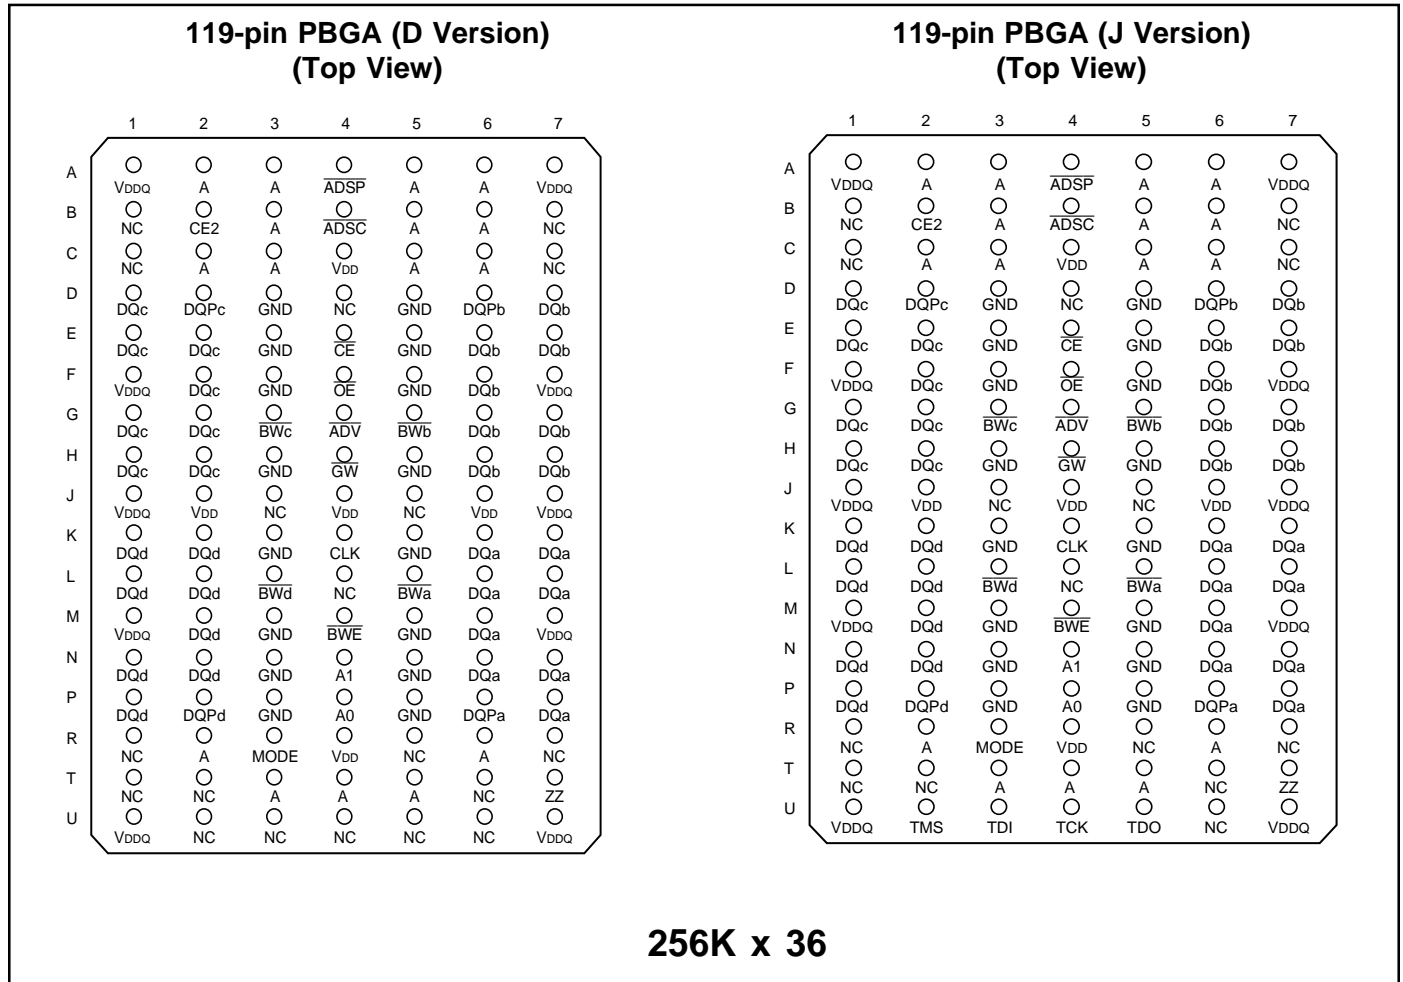 119-pin PBGA (D Version)
(Top View)
1 2 3 4 5 6 7
A
VDDQ A A ADSP A A VDDQ
B
NC CE2 A ADSC A A NC
C
NC A A VDD A A NC
D
DQc DQPc GND NC GND DQPb DQb
E
DQc DQc GND CE GND DQb DQb
F
VDDQ DQc GND OE GND DQb VDDQ
G
DQc DQc BWc ADV BWb DQb DQb
H
DQc DQc GND GW GND DQb DQb
J
VDDQ VDD NC VDD NC VDD VDDQ
K
DQd DQd GND CLK GND DQa DQa
L
DQd DQd BWd NC BWa DQa DQa
M
VDDQ DQd GND BWE GND DQa VDDQ
N
DQd DQd GND A1 GND DQa DQa
P
DQd DQPd GND A0 GND DQPa DQa
R
NC A MODE VDD NC A NC
T
NC NC A A A NC ZZ
U
VDDQ NC NC NC NC NC VDDQ
119-pin PBGA (J Version)
(Top View)
1 2 3 4 5 6 7
A
VDDQ A A ADSP A A VDDQ
B
NC CE2 A ADSC A A NC
C
NC A A VDD A A NC
D
DQc DQPc GND NC GND DQPb DQb
E
DQc DQc GND CE GND DQb DQb
F
VDDQ DQc GND OE GND DQb VDDQ
G
DQc DQc BWc ADV BWb DQb DQb
H
DQc DQc GND GW GND DQb DQb
J
VDDQ VDD NC VDD NC VDD VDDQ
K
DQd DQd GND CLK GND DQa DQa
L
DQd DQd BWd NC BWa DQa DQa
M
VDDQ DQd GND BWE GND DQa VDDQ
N
DQd DQd GND A1 GND DQa DQa
P
DQd DQPd GND A0 GND DQPa DQa
R
NC A MODE VDD NC A NC
T
NC NC A A A NC ZZ
U
VDDQ TMS TDI TCK TDO NC VDDQ
256K x 36